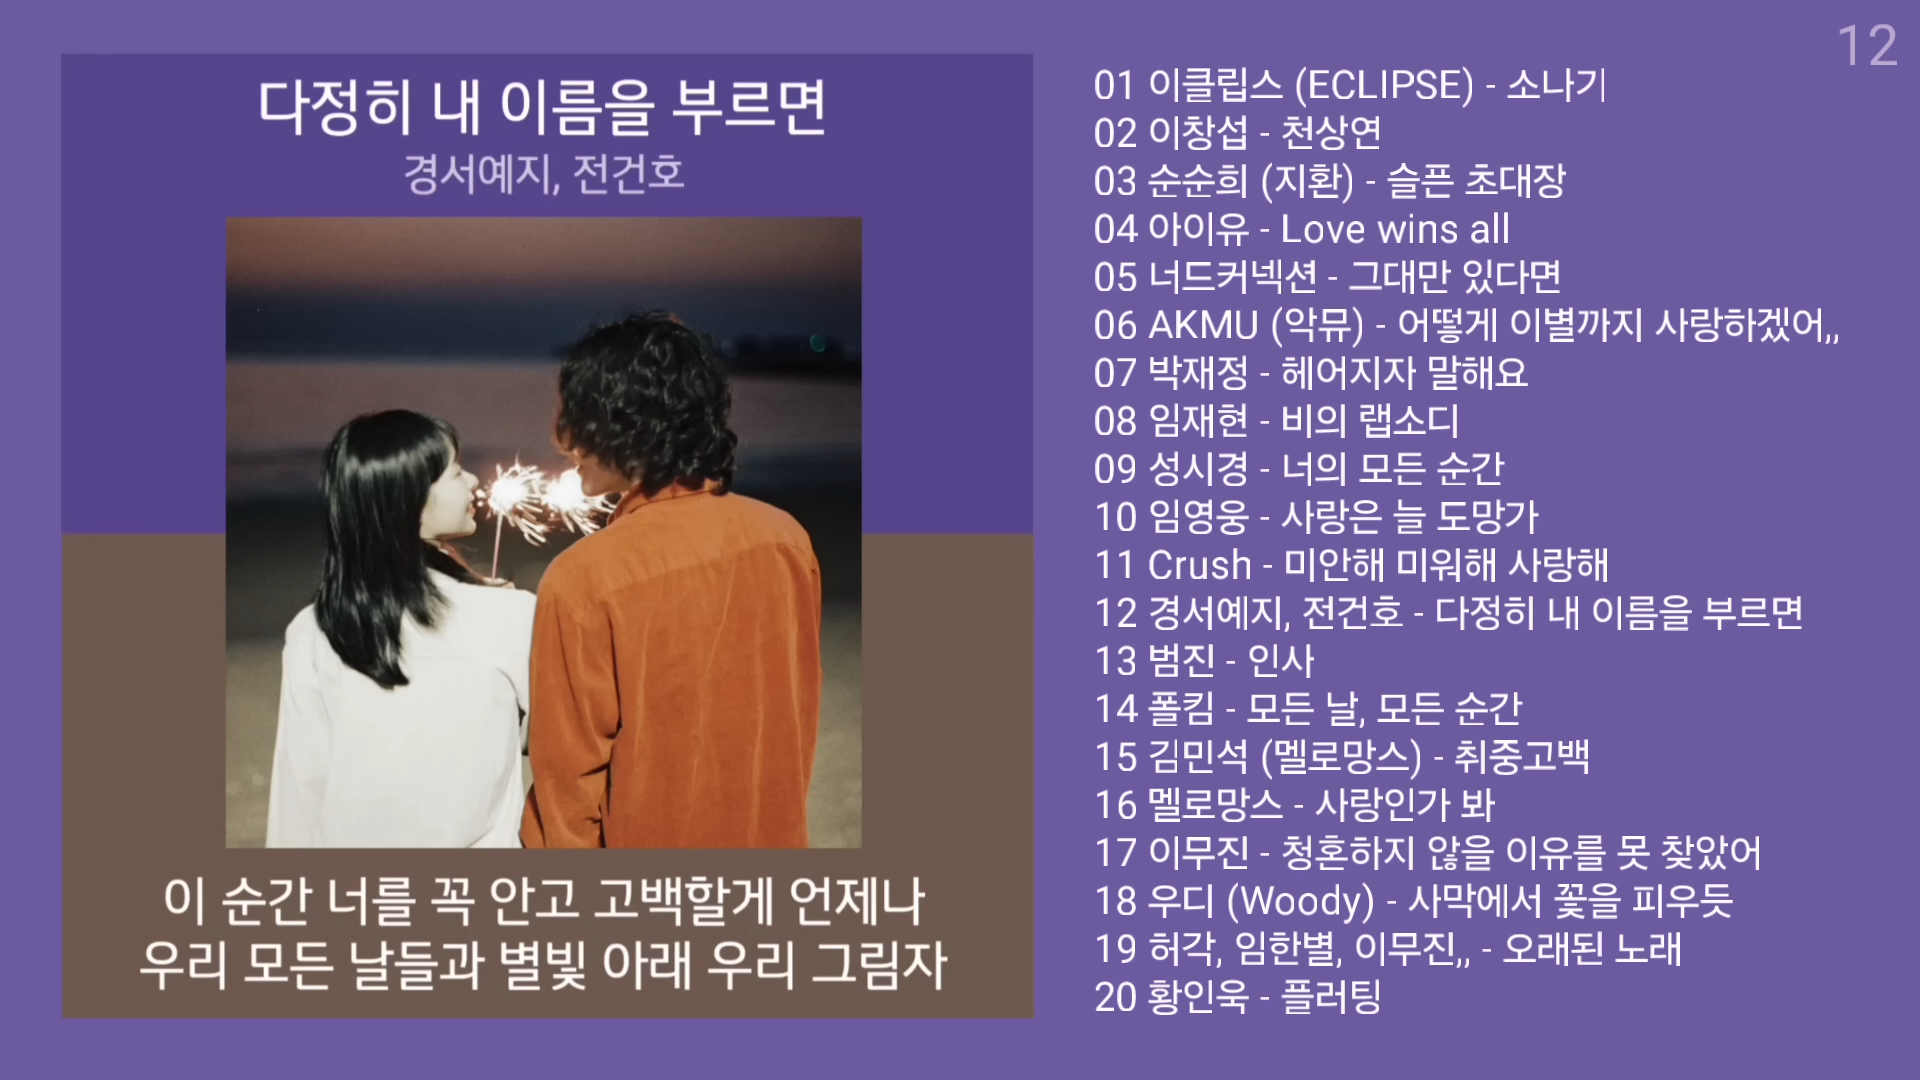 12
다정히 내 이름을 부르면
경서예지, 전건호
이 순간 너를 꼭 안고 고백할게 언제나
우리 모든 날들과 별빛 아래 우리 그림자
01 이클립스 (ECLIPSE) - 소나기
02 이창섭 - 천상연
03 순순희 (지환) - 슬픈 초대장
04 아이유 - Love wins all
05 너드커넥션 - 그대만 있다면
06 AKMU (악뮤) - 어떻게 이별까지 사랑하겠어,,
07 박재정 - 헤어지자 말해요
08 임재현 - 비의 랩소디
09 성시경 - 너의 모든 순간
10 임영웅 - 사랑은 늘 도망가
11 Crush - 미안해 미워해 사랑해
12 경서예지, 전건호 - 다정히 내 이름을 부르면
13 범진 - 인사
14 폴킴 - 모든 날, 모든 순간
15 김민석 (멜로망스) - 취중고백
16 멜로망스 - 사랑인가 봐
17 이무진 - 청혼하지 않을 이유를 못 찾았어
18 우디 (Woody) - 사막에서 꽃을 피우듯
19 허각, 임한별, 이무진,, - 오래된 노래
20 황인욱 - 플러팅